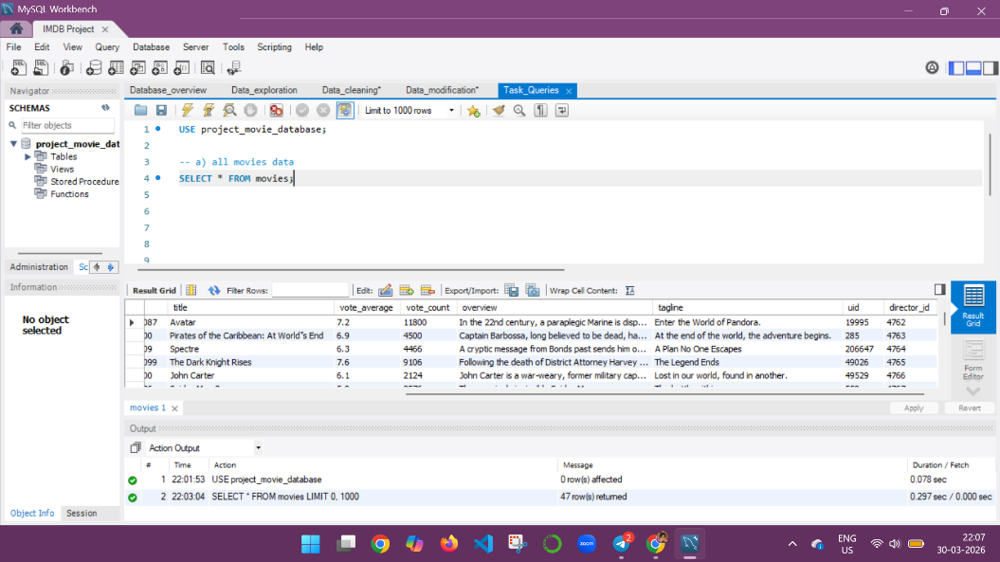 MySQL Workbench
IMDB Project
File Edit View Query Database Server Tools Scripting Help
Navigator
SCHEMAS
Filter objects
project_movie_dat
Tables
Views
Stored Procedure
Functions
Administration Sc
Information
No object
selected
Object Info Session
Database_overview Data_exploration Data_cleaning* Data_modification* Task_Queries
Limit to 1000 rows
1 USE project_movie_database;
2
3 -- a) all movies data
4 SELECT * FROM movies;
5
6
7
8
9
Result Grid Filter Rows: Edit: Export/Import: Wrap Cell Content: IA
title vote_average vote_count overview tagline uid director_id
087 Avatar 7.2 11800 In the 22nd century, a paraplegic Marine is disp... Enter the World of Pandora. 19995 4762
00 Pirates of the Caribbean: At World"s End 6.9 4500 Captain Barbossa, long believed to be dead, ha... At the end of the world, the adventure begins. 285 4763
09 Spectre 6.3 4466 A cryptic message from Bonds past sends him o... A Plan No One Escapes 206647 4764
099 The Dark Knight Rises 7.6 9106 Following the death of District Attorney Harvey ... The Legend Ends 49026 4765
00 John Carter 6.1 2124 John Carter is a war-weary, former military cap... Lost in our world, found in another. 49529 4766
Result
Grid
Form
Editor
movies 1
Apply Revert
Output
Action Output
# Time Action Message Duration / Fetch
1 22:01:53 USE project_movie_database 0 row(s) affected 0.078 sec
2 22:03:04 SELECT * FROM movies LIMIT 0, 1000 47 row(s) returned 0.297 sec / 0.000 sec
zoom
2
ENG
US
22:07
30-03-2026